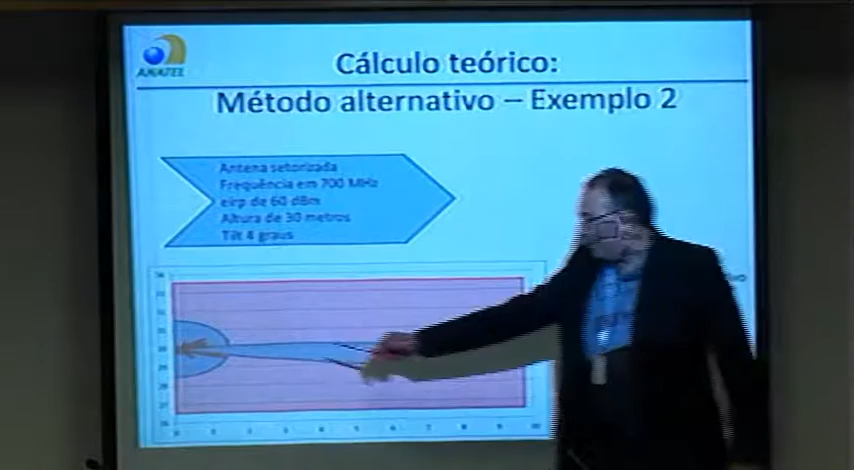 ANATEL
Cálculo teórico:
Método alternativo – Exemplo 2
Antena setorizada
Frequência em 700 MHz
eirp de 60 dBm
Altura de 30 metros
Tilt 4 graus